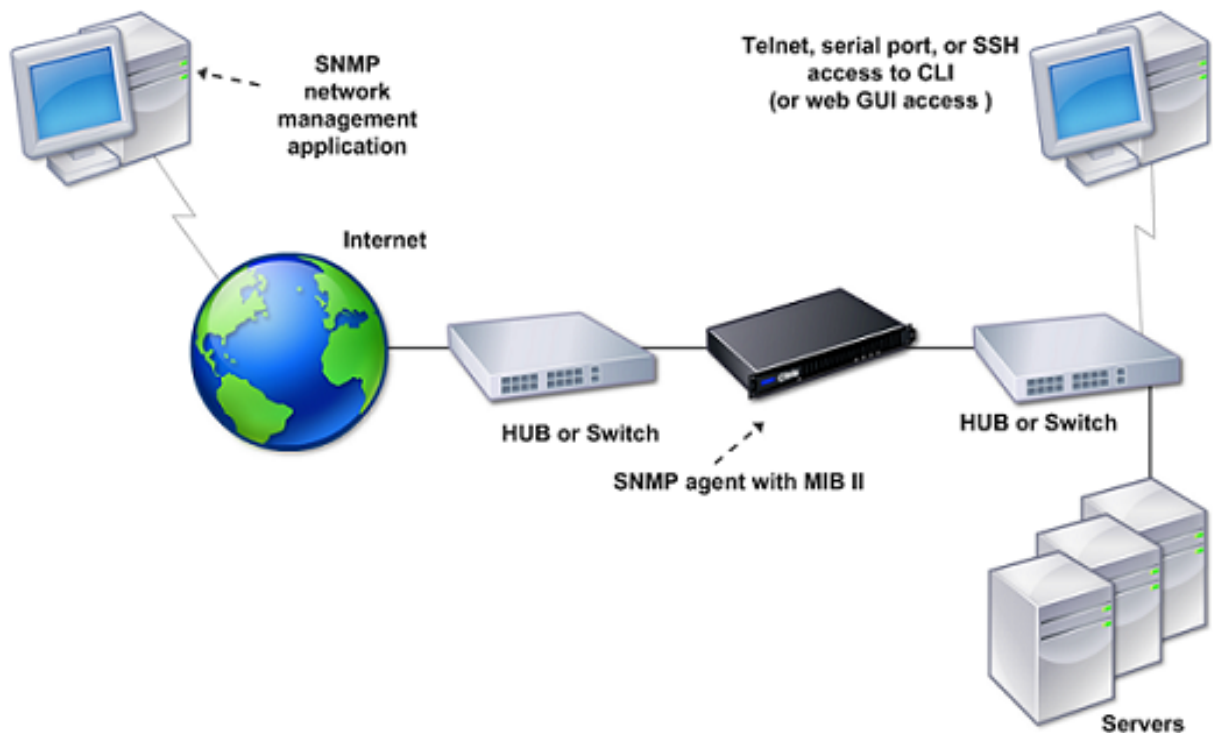 SNMP
network
management
application
Telnet, serial port, or SSH
access to CLI
(or web GUI access )
Internet
HUB or Switch
SNMP agent with MIB II
HUB or Switch
Servers